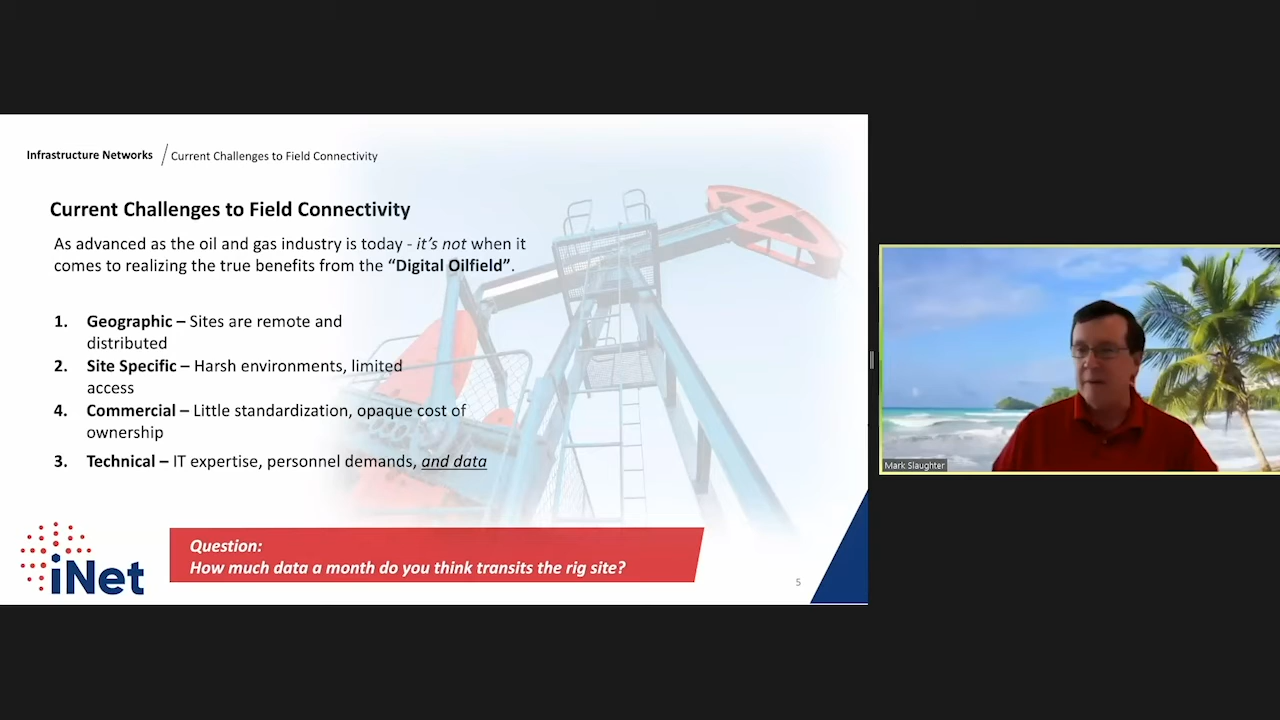 Infrastructure Networks / Current Challenges to Field Connectivity
Current Challenges to Field Connectivity
As advanced as the oil and gas industry is today - it's not when it
comes to realizing the true benefits from the “Digital Oilfield”.
1. Geographic – Sites are remote and
distributed
2. Site Specific – Harsh environments, limited
access
4. Commercial – Little standardization, opaque cost of
ownership
3. Technical – IT expertise, personnel demands, and data
Question:
How much data a month do you think transits the rig site?
iNet
5
Mark Slaughter